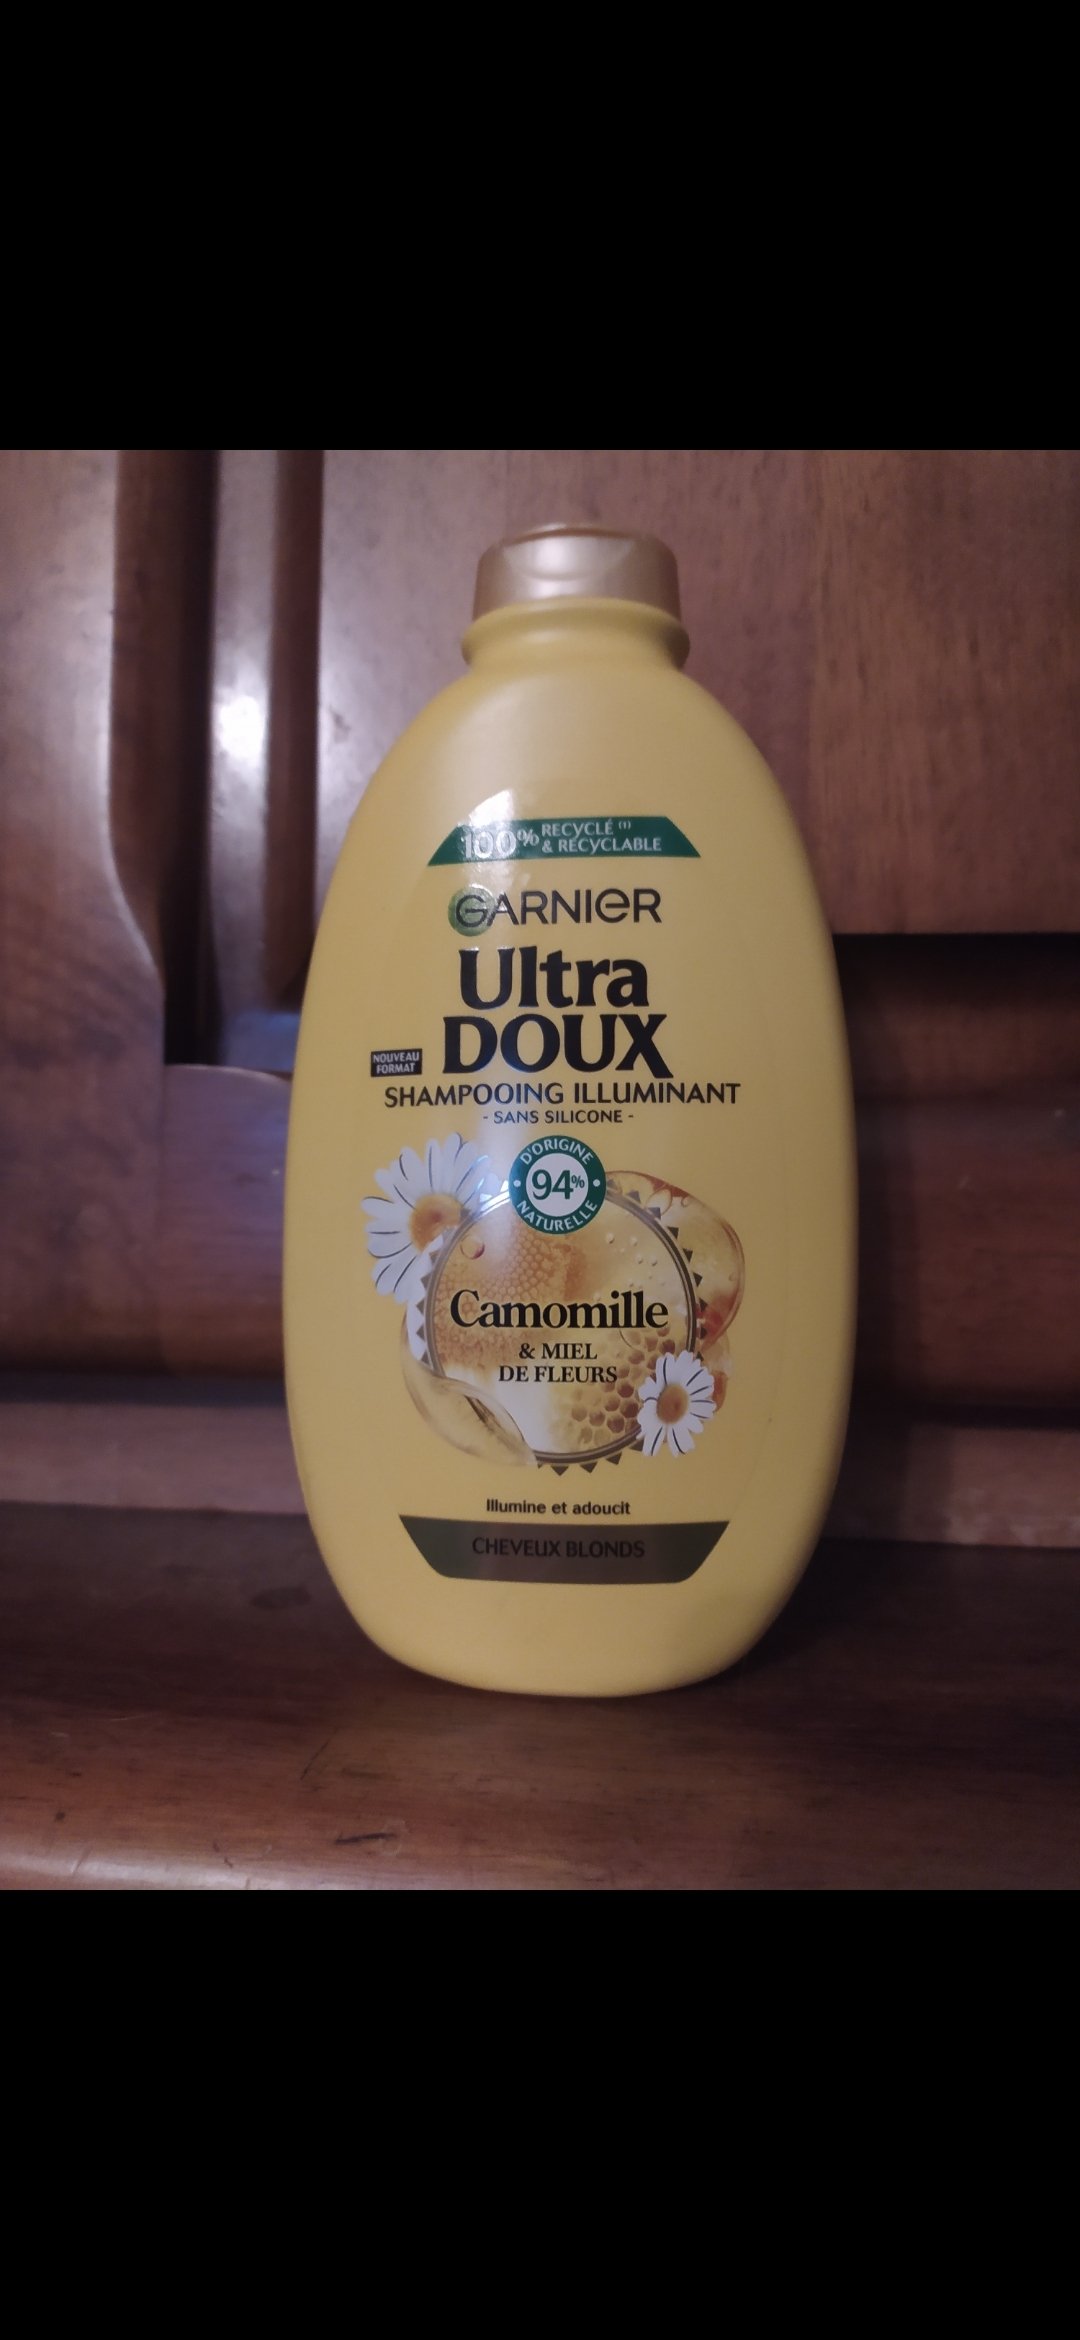 100% RECYCLÉ (1)
& RECYCLABLE
GARNIER
Ultra
DOUX
NOUVEAU
FORMAT
SHAMPOOING ILLUMINANT
- SANS SILICONE -
D'ORIGINE
94%
NATURELLE
Camomille
& MIEL
DE FLEURS
Illumine et adoucit
CHEVEUX BLONDS